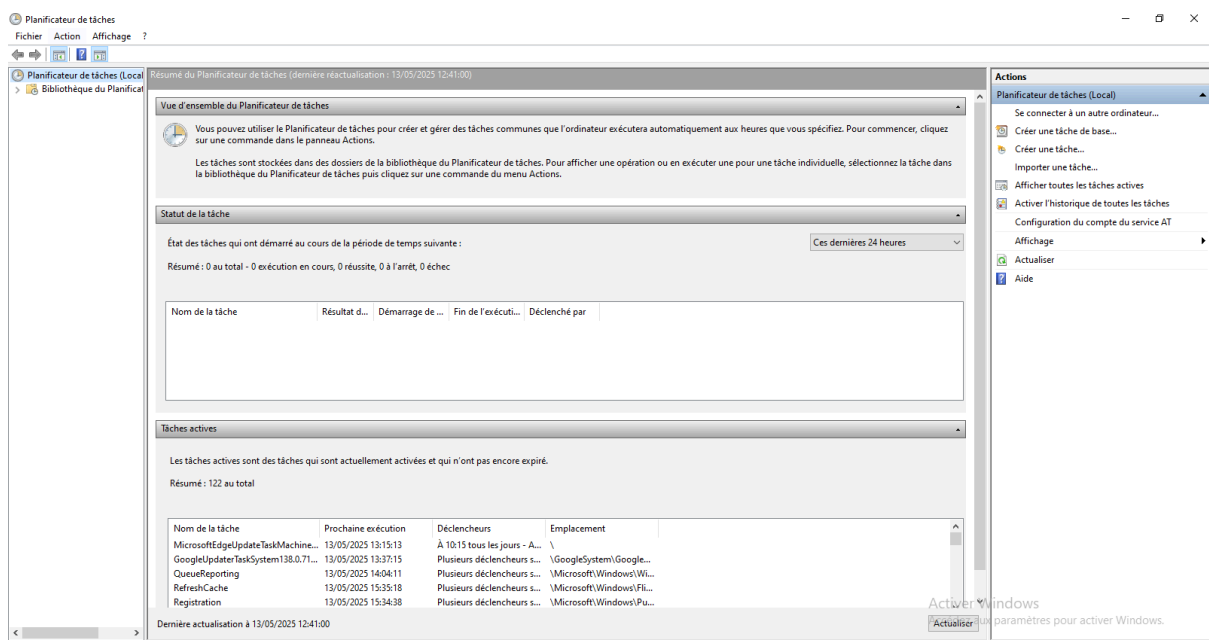 Planificateur de tâches
Fichier Action Affichage ?
Planificateur de tâches (Local
Bibliothèque du Planificat
Résumé du Planificateur de tâches (dernière réactualisation : 13/05/2025 12:41:00)
Vue d'ensemble du Planificateur de tâches
Vous pouvez utiliser le Planificateur de tâches pour créer et gérer des tâches communes que l'ordinateur exécutera automatiquement aux heures que vous spécifiez. Pour commencer, cliquez
sur une commande dans le panneau Actions.
Les tâches sont stockées dans des dossiers de la bibliothèque du Planificateur de tâches. Pour afficher une opération ou en exécuter une pour une tâche individuelle, sélectionnez la tâche dans
la bibliothèque du Planificateur de tâches puis cliquez sur une commande du menu Actions.
Statut de la tâche
État des tâches qui ont démarré au cours de la période de temps suivante :
Ces dernières 24 heures
Résumé : 0 au total - 0 exécution en cours, 0 réussite, 0 à l'arrêt, 0 échec
Nom de la tâche Résultat d... Démarrage de ... Fin de l'exécuti... Déclenché par
Tâches actives
Les tâches actives sont des tâches qui sont actuellement activées et qui n'ont pas encore expiré.
Résumé : 122 au total
Nom de la tâche Prochaine exécution Déclencheurs Emplacement
MicrosoftEdgeUpdateTaskMachine... 13/05/2025 13:15:13 À 10:15 tous les jours - A... \
GoogleUpdaterTaskSystem138.0.71... 13/05/2025 13:37:15 Plusieurs déclencheurs s... \GoogleSystem\Google...
QueueReporting 13/05/2025 14:04:11 Plusieurs déclencheurs s... \Microsoft\Windows\Wi...
RefreshCache 13/05/2025 15:35:18 Plusieurs déclencheurs s... \Microsoft\Windows\Fli...
Registration 13/05/2025 15:34:38 Plusieurs déclencheurs s... \Microsoft\Windows\Pu...
Dernière actualisation à 13/05/2025 12:41:00
Actualiser
Actions
Planificateur de tâches (Local)
Se connecter à un autre ordinateur...
Créer une tâche de base...
Créer une tâche...
Importer une tâche...
Afficher toutes les tâches actives
Activer l'historique de toutes les tâches
Configuration du compte du service AT
Affichage
Actualiser
Aide
Activer Windows
aux paramètres pour activer Windows.